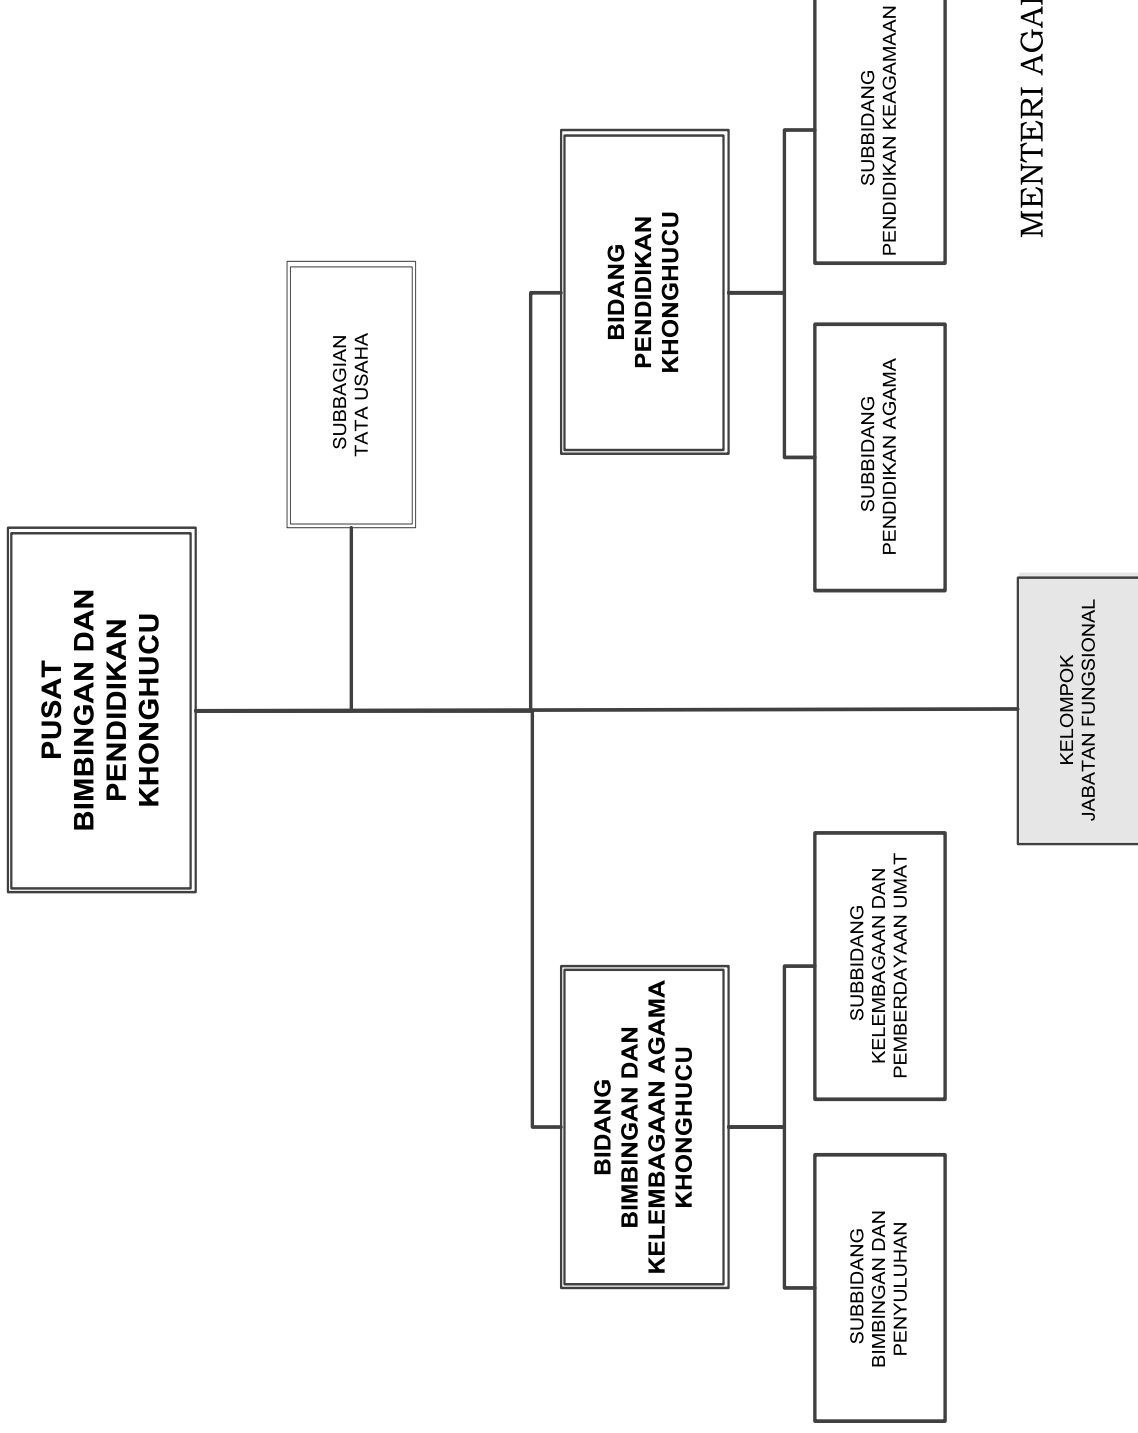 PUSAT
BIMBINGAN DAN
PENDIDIKAN
KHONGHUCU
SUBBAGIAN
TATA USAHA
BIDANG
BIMBINGAN DAN
KELEMBAGAAN AGAMA
KHONGHUCU
BIDANG
PENDIDIKAN
KHONGHUCU
SUBBIDANG
BIMBINGAN DAN
PENYULUHAN
SUBBIDANG
KELEMBAGAAN DAN
PEMBERDAYAAN UMAT
SUBBIDANG
PENDIDIKAN AGAMA
SUBBIDANG
PENDIDIKAN KEAGAMAAN
KELOMPOK
JABATAN FUNGSIONAL
MENTERI